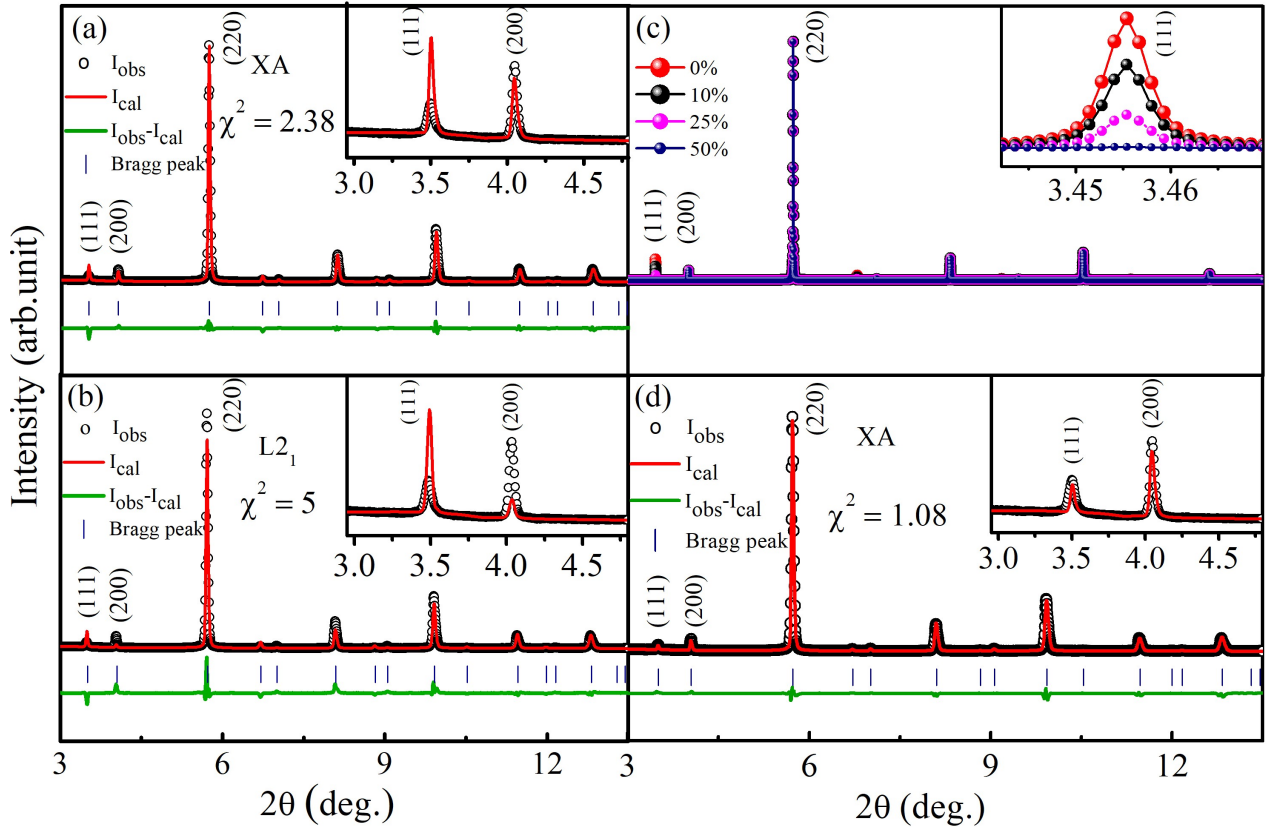 Intensity (arb.unit)
(a)
I_obs
I_cal
I_obs-I_cal
Bragg peak
(220)
XA
χ² = 2.38
(111)
(200)
(111)
(200)
3.0 3.5 4.0 4.5
(c)
0%
10%
25%
50%
(220)
(111)
(200)
(111)
3.45 3.46
(b)
I_obs
I_cal
I_obs-I_cal
Bragg peak
(220)
L2₁
χ² = 5
(111)
(200)
(111)
(200)
3.0 3.5 4.0 4.5
3 6 9 12
2θ (deg.)
(d)
I_obs
I_cal
I_obs-I_cal
Bragg peak
(220)
XA
χ² = 1.08
(111)
(200)
(111)
(200)
3.0 3.5 4.0 4.5
3 6 9 12
2θ (deg.)